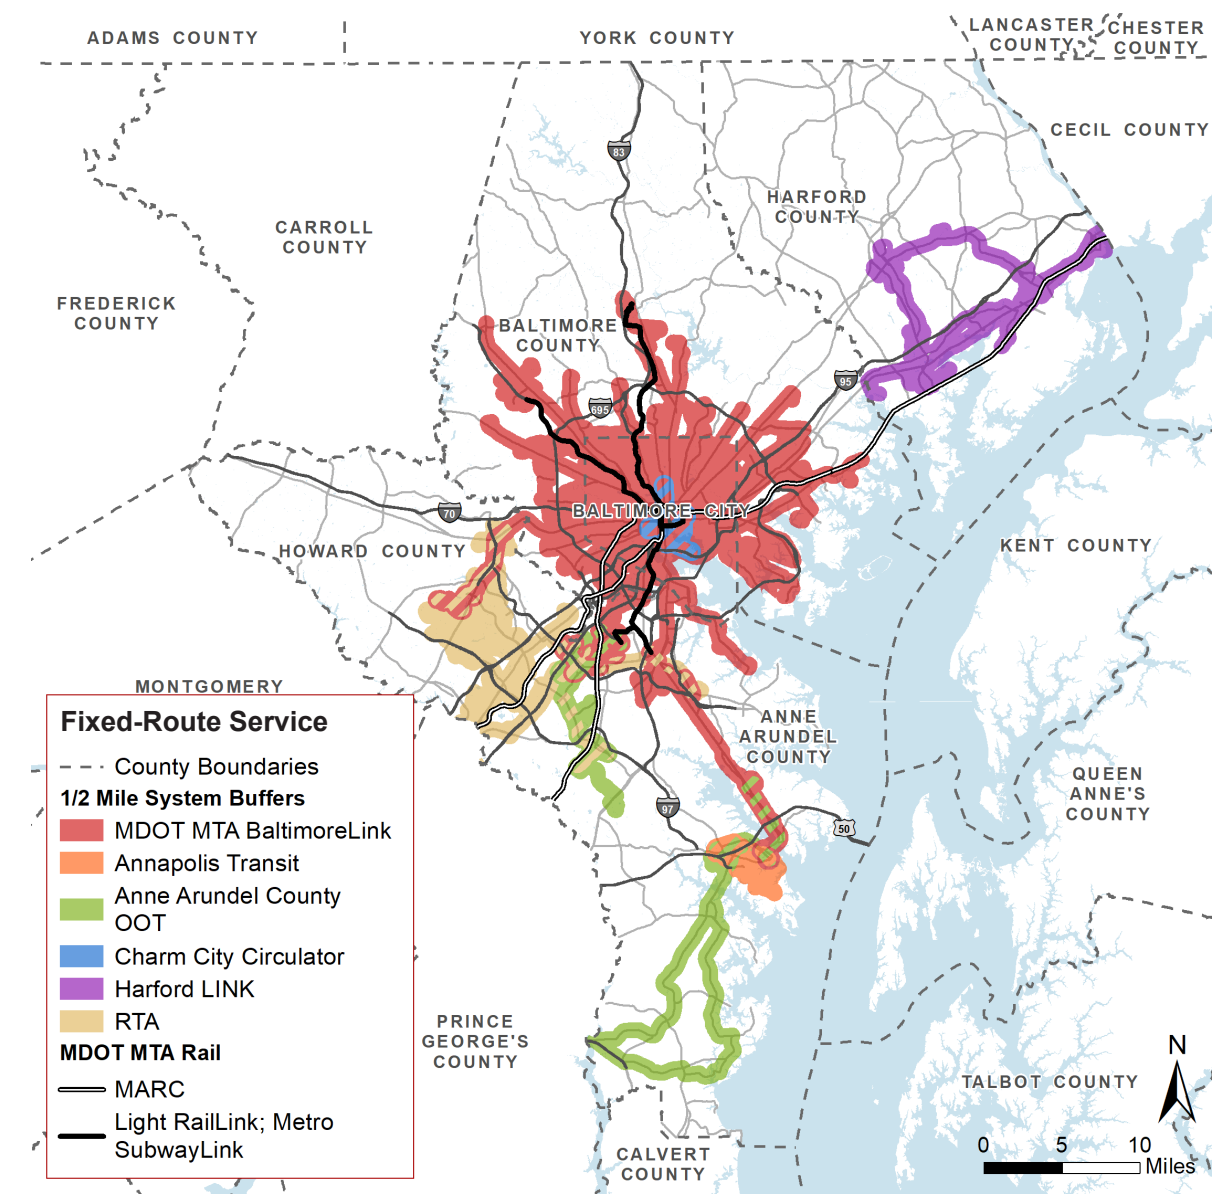 ADAMS COUNTY
YORK COUNTY
LANCASTER
COUNTY
CHESTER
COUNTY
CECIL COUNTY
83
HARFORD
COUNTY
CARROLL
COUNTY
FREDERICK
COUNTY
BALTIMORE
COUNTY
95
695
70
BALTIMORE CITY
HOWARD COUNTY
KENT COUNTY
MONTGOMERY
ANNE
ARUNDEL
COUNTY
QUEEN
ANNE'S
COUNTY
97
50
PRINCE
GEORGE'S
COUNTY
TALBOT COUNTY
CALVERT
COUNTY
Fixed-Route Service
County Boundaries
1/2 Mile System Buffers
MDOT MTA BaltimoreLink
Annapolis Transit
Anne Arundel County
OOT
Charm City Circulator
Harford LINK
RTA
MDOT MTA Rail
MARC
Light RailLink; Metro
SubwayLink
N
0 5 10
Miles